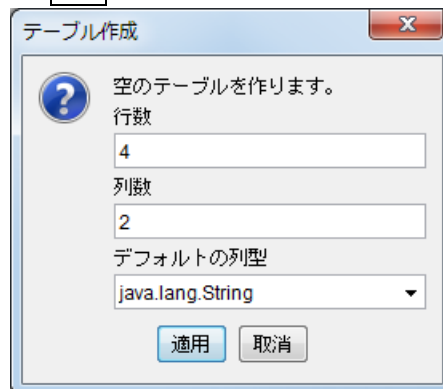 テーブル作成
空のテーブルを作ります。
行数
4
列数
2
デフォルトの列型
java.lang.String
適用 取消